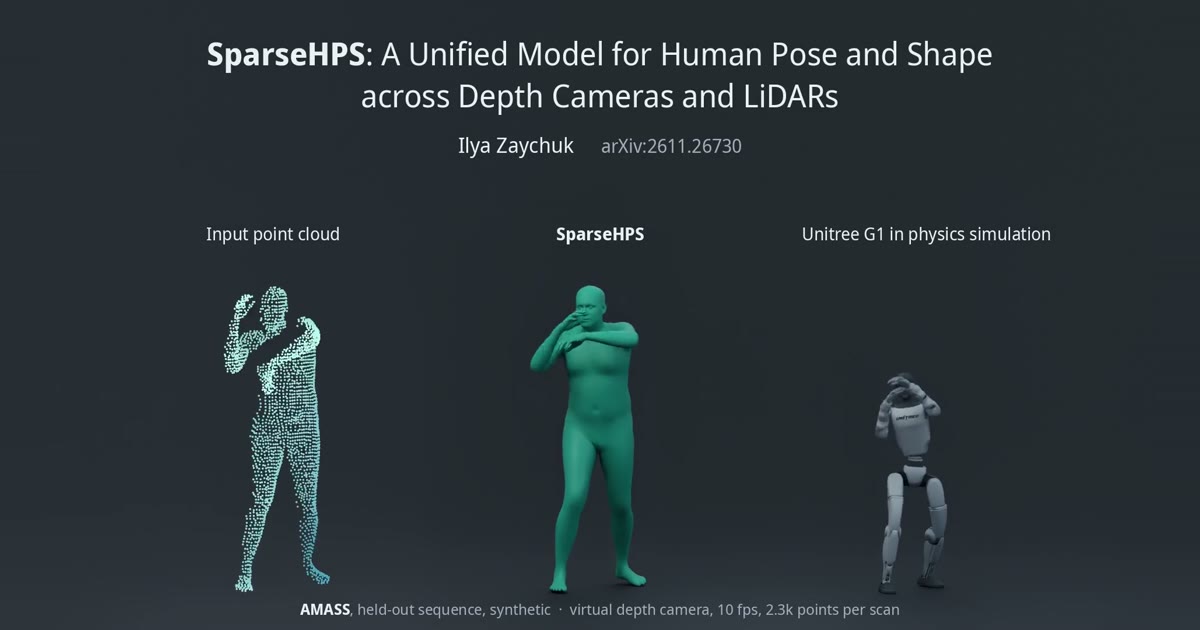 SparseHPS: A Unified Model for Human Pose and Shape
across Depth Cameras and LiDARs
Ilya Zaychuk arXiv:2611.26730
Input point cloud
SparseHPS
Unitree G1 in physics simulation
AMASS, held-out sequence, synthetic · virtual depth camera, 10 fps, 2.3k points per scan